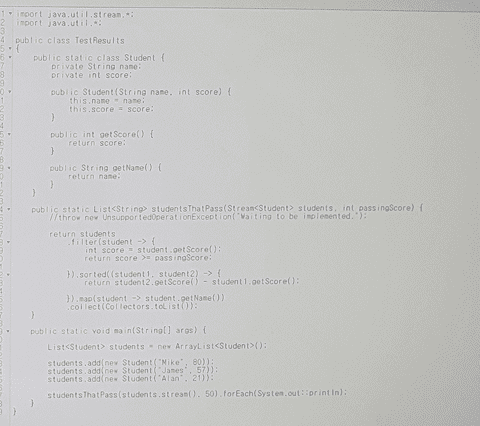 import java.util.stream.*;
import java.util.*;
public class TestResults
{
public static class Student {
private String name;
private int score;
public Student(String name, int score) {
this.name = name;
this.score = score;
}
public int getScore() {
return score;
}
public String getName() {
return name;
}
}
public static List<String> studentsThatPass(Stream<Student> students, int passingScore) {
//throw new UnsupportedOperationException("Waiting to be implemented.");
return students
.filter(student -> {
int score = student.getScore();
return score >= passingScore;
}).sorted((student1, student2) -> {
return student2.getScore() - student1.getScore();
}).map(student -> student.getName())
.collect(Collectors.toList());
}
public static void main(String[] args) {
List<Student> students = new ArrayList<Student>();
students.add(new Student("Mike", 80));
students.add(new Student("James", 57));
students.add(new Student("Alan", 21));
studentsThatPass(students.stream(), 50).forEach(System.out::println);
}
}